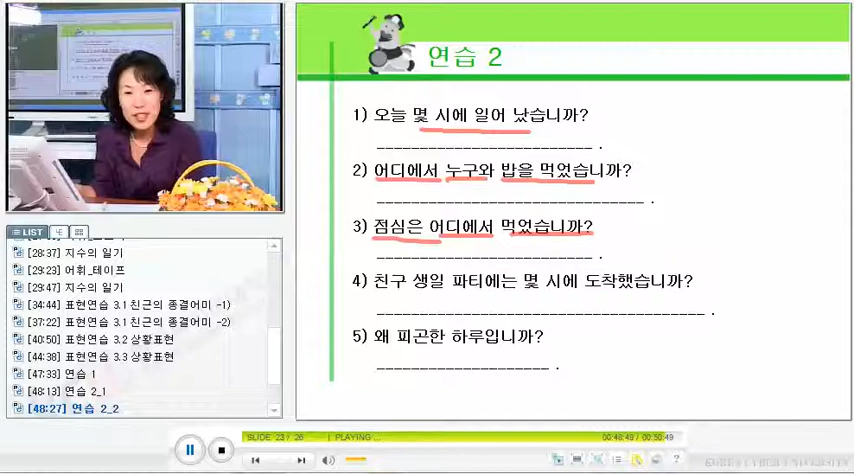 연습 2
1) 오늘 몇 시에 일어 났습니까?
_________________________ .
2) 어디에서 누구와 밥을 먹었습니까?
_______________________________ .
3) 점심은 어디에서 먹었습니까?
_________________________ .
4) 친구 생일 파티에는 몇 시에 도착했습니까?
______________________________________ .
5) 왜 피곤한 하루입니까?
____________________ .
LIST
[28:37] 지수의 일기
[29:23] 어휘_테이프
[29:47] 지수의 일기
[34:44] 표현연습 3.1 친근의 종결어미 -1)
[37:22] 표현연습 3.1 친근의 종결어미 -2)
[40:50] 표현연습 3.2 상황표현
[44:38] 표현연습 3.3 상황표현
[47:33] 연습 1
[48:13] 연습 2_1
[48:27] 연습 2_2
SLIDE 23 / 26 | PLAYING ...
00:48:49 / 00:50:49
KOREA CYBER UNIVERSITY